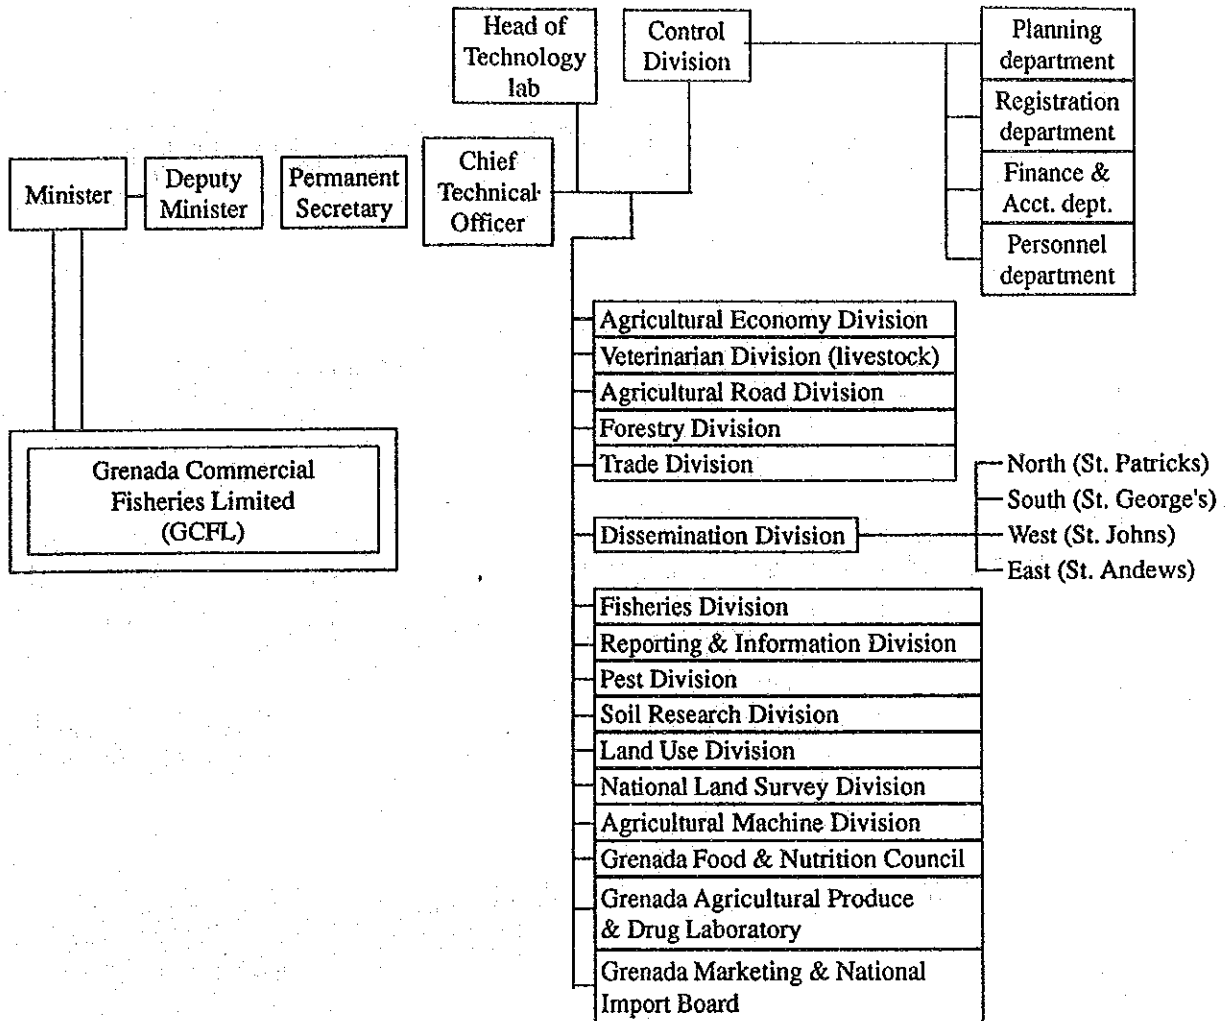 Head of
Technology
lab
Control
Division
Planning
department
Registration
department
Finance &
Acct. dept.
Personnel
department
Minister
Deputy
Minister
Permanent
Secretary
Chief
Technical
Officer
Agricultural Economy Division
Veterinarian Division (livestock)
Agricultural Road Division
Forestry Division
Trade Division
Grenada Commercial
Fisheries Limited
(GCFL)
Dissemination Division
North (St. Patricks)
South (St. George's)
West (St. Johns)
East (St. Andews)
Fisheries Division
Reporting & Information Division
Pest Division
Soil Research Division
Land Use Division
National Land Survey Division
Agricultural Machine Division
Grenada Food & Nutrition Council
Grenada Agricultural Produce
& Drug Laboratory
Grenada Marketing & National
Import Board